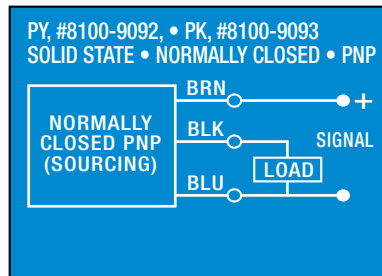 PY, #8100-9092, • PK, #8100-9093
SOLID STATE • NORMALLY CLOSED • PNP
BRN
+
NORMALLY
CLOSED PNP
(SOURCING)
BLK
SIGNAL
LOAD
BLU